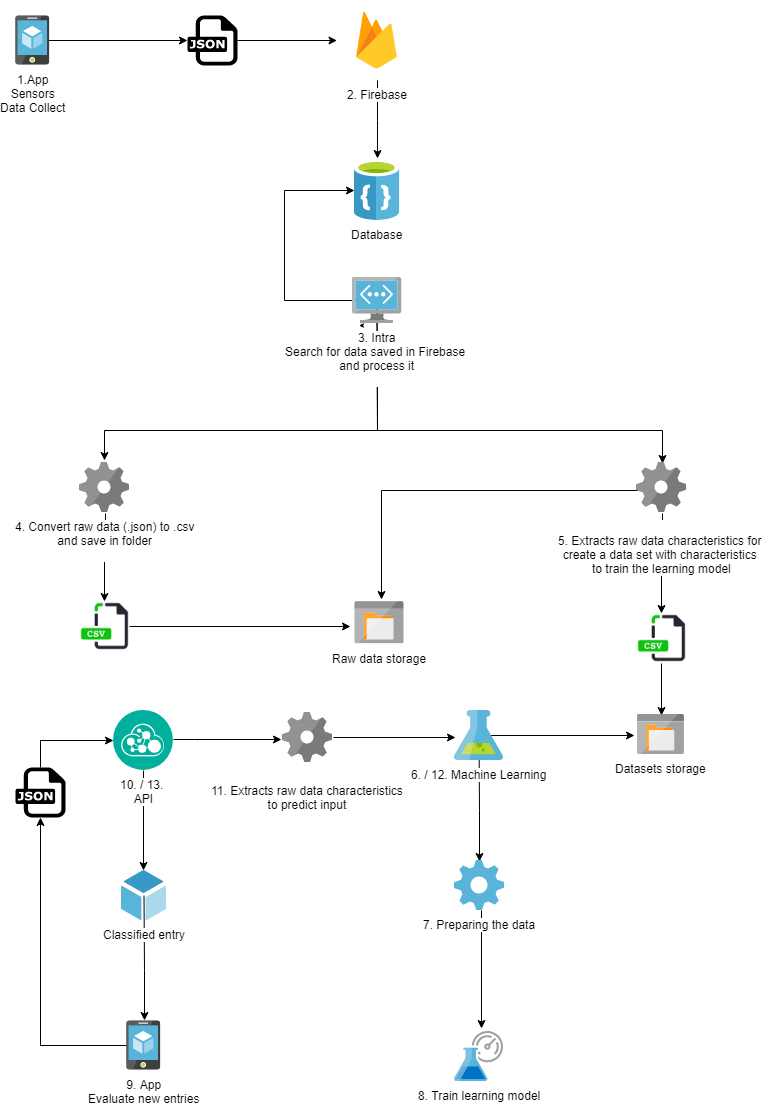 JSON
1.App
Sensors
Data Collect
2. Firebase
{ }
Database
3. Intra
Search for data saved in Firebase
and process it
4. Convert raw data (.json) to .csv
and save in folder
5. Extracts raw data characteristics for
create a data set with characteristics
to train the learning model
CSV
CSV
Raw data storage
Datasets storage
JSON
10. / 13.
API
11. Extracts raw data characteristics
to predict input
6. / 12. Machine Learning
Classified entry
7. Preparing the data
9. App
Evaluate new entries
8. Train learning model